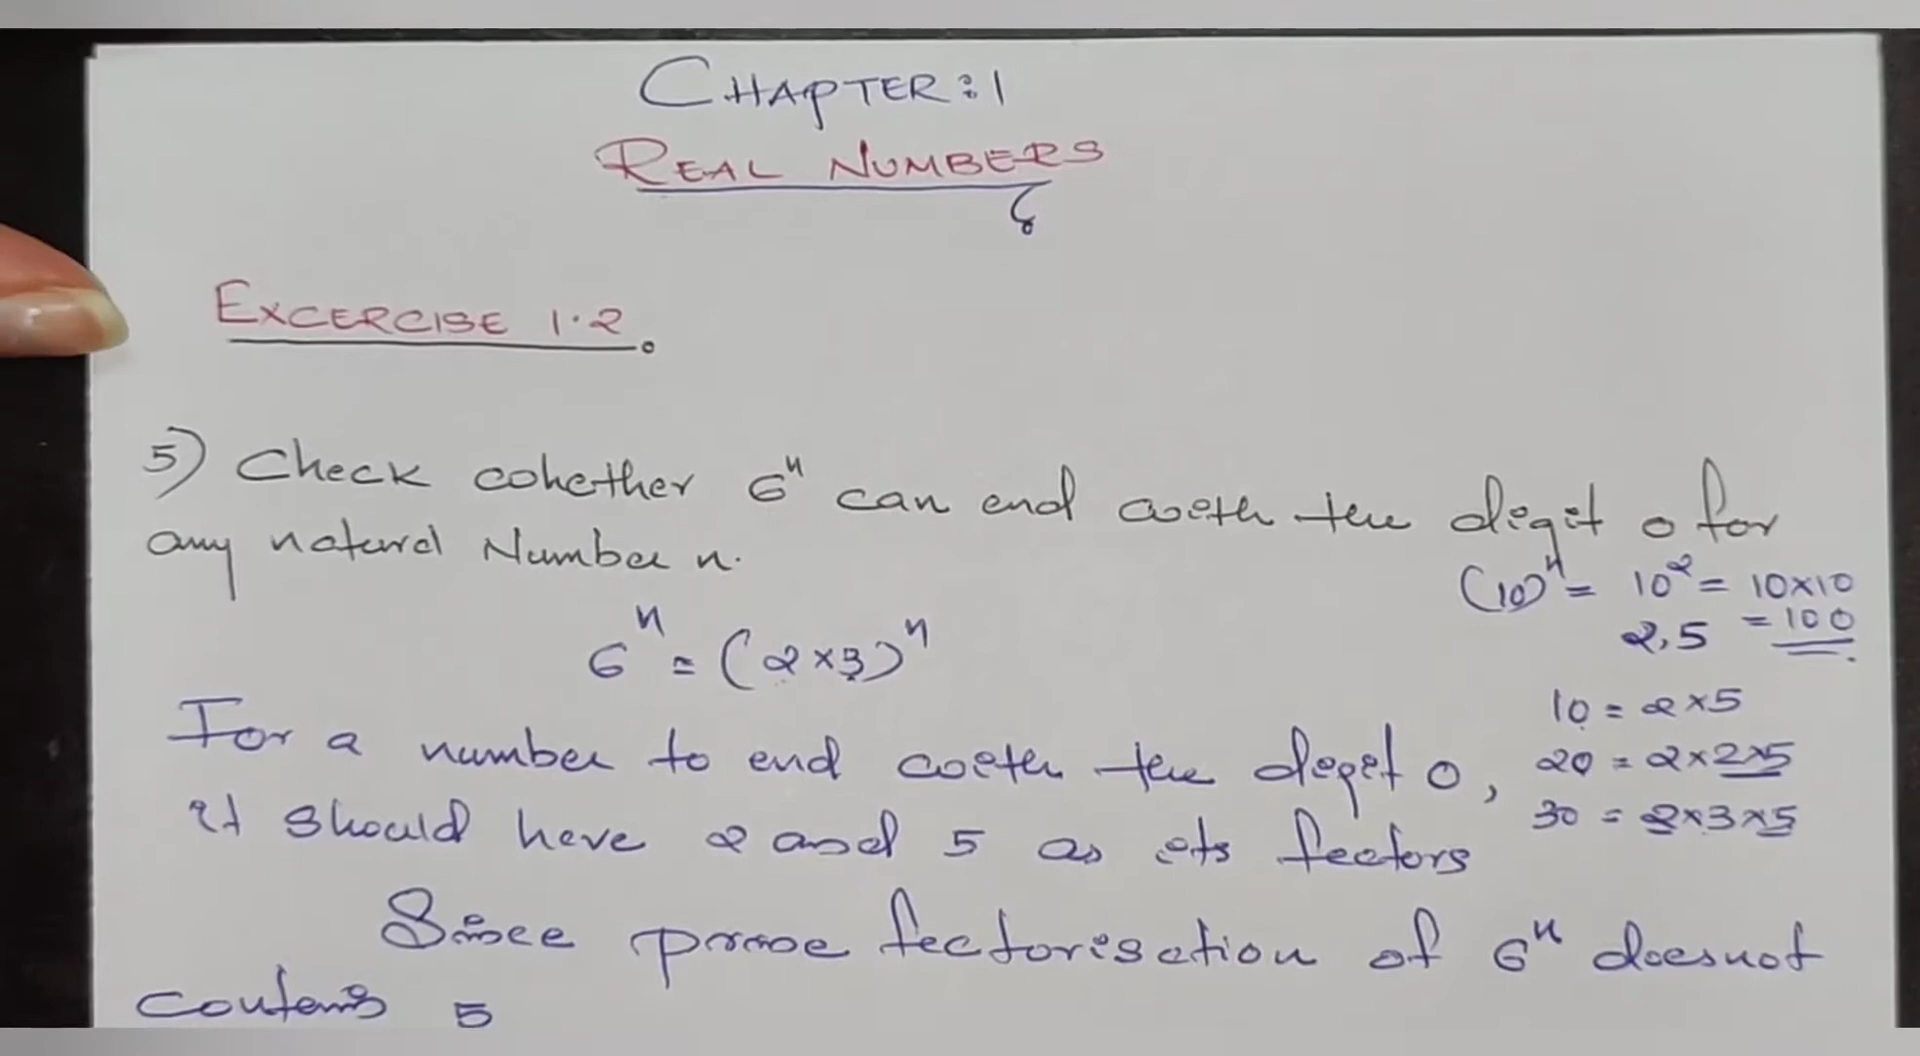 CHAPTER: 1
REAL NUMBERS
EXCERCISE 1.2.
5) Check whether 6ⁿ can end with the digit 0 for
any natural Number n.
(10)ⁿ = 10² = 10×10
2,5 = 100
6ⁿ = (2×3)ⁿ
10 = 2×5
For a number to end with the digit 0,
20 = 2×2×5
it should have 2 and 5 as its factors
30 = 2×3×5
Since prime factorisation of 6ⁿ doesnot
contains 5